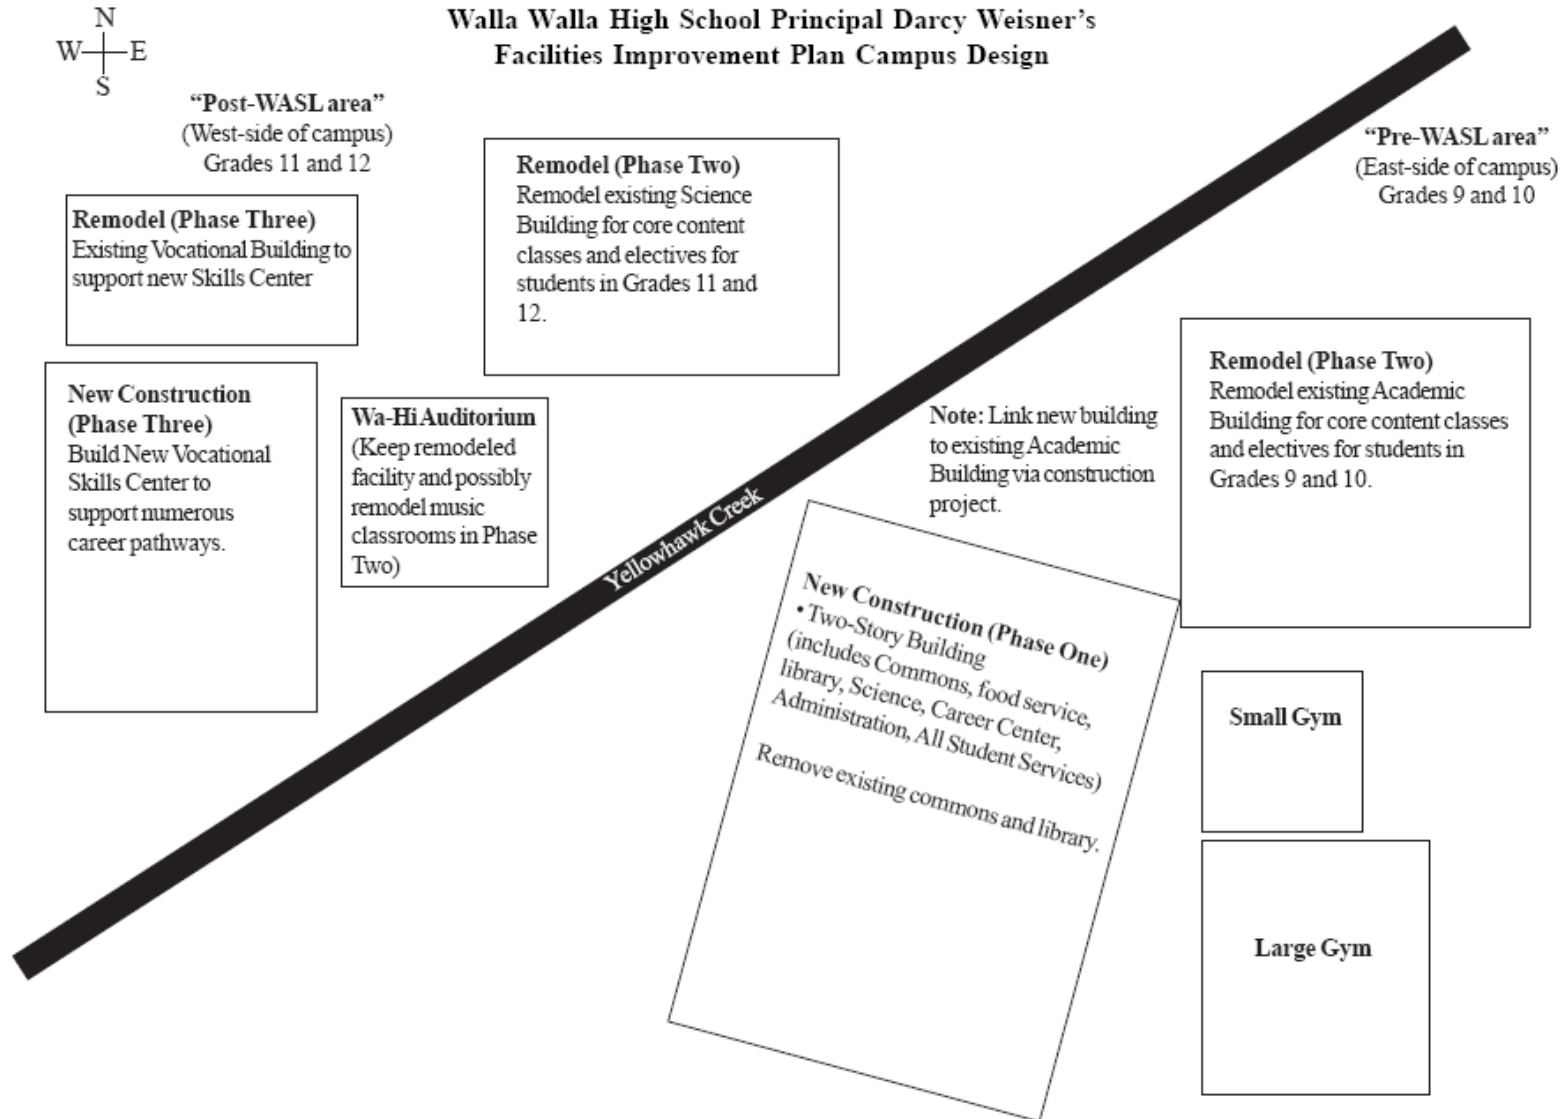 Walla Walla High School Principal Darcy Weisner's
Facilities Improvement Plan Campus Design
N
W E
S
“Post-WASL area”
(West-side of campus)
Grades 11 and 12
“Pre-WASL area”
(East-side of campus)
Grades 9 and 10
Remodel (Phase Three)
Existing Vocational Building to
support new Skills Center
Remodel (Phase Two)
Remodel existing Science
Building for core content
classes and electives for
students in Grades 11 and
12.
New Construction
(Phase Three)
Build New Vocational
Skills Center to
support numerous
career pathways.
Wa-Hi Auditorium
(Keep remodeled
facility and possibly
remodel music
classrooms in Phase
Two)
Yellowhawk Creek
Note: Link new building
to existing Academic
Building via construction
project.
Remodel (Phase Two)
Remodel existing Academic
Building for core content classes
and electives for students in
Grades 9 and 10.
New Construction (Phase One)
• Two-Story Building
(includes Commons, food service,
library, Science, Career Center,
Administration, All Student Services)
Remove existing commons and library.
Small Gym
Large Gym